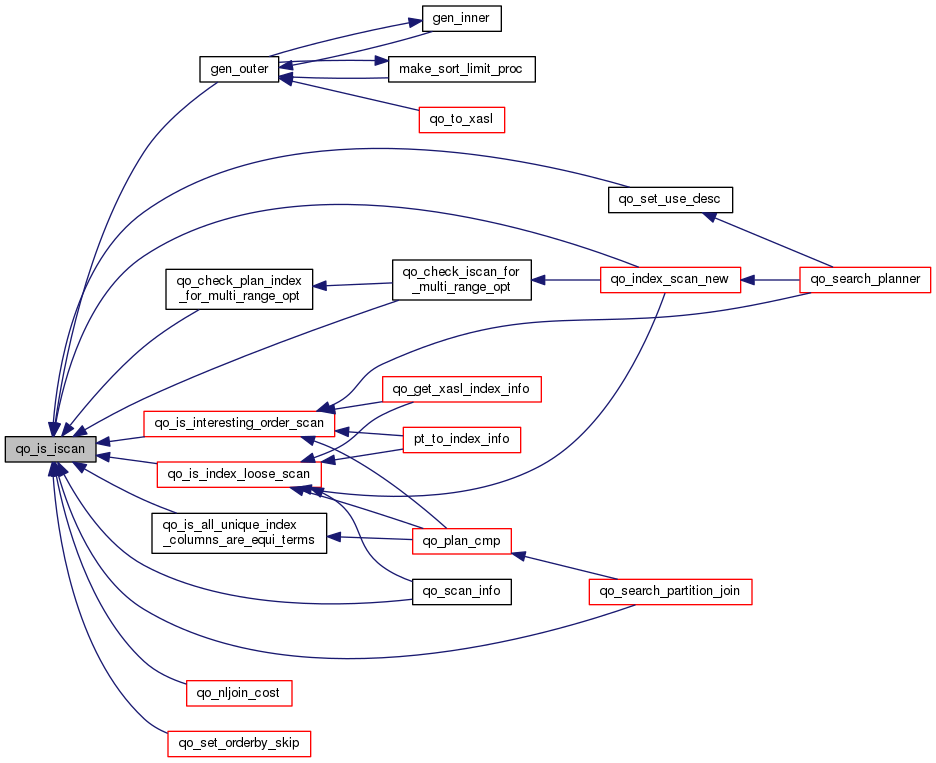 gen_inner
gen_outer
make_sort_limit_proc
qo_to_xasl
qo_set_use_desc
qo_check_plan_index
_for_multi_range_opt
qo_check_iscan_for
_multi_range_opt
qo_index_scan_new
qo_search_planner
qo_get_xasl_index_info
qo_is_interesting_order_scan
pt_to_index_info
qo_is_iscan
qo_is_index_loose_scan
qo_is_all_unique_index
_columns_are_equi_terms
qo_plan_cmp
qo_scan_info
qo_search_partition_join
qo_nljoin_cost
qo_set_orderby_skip